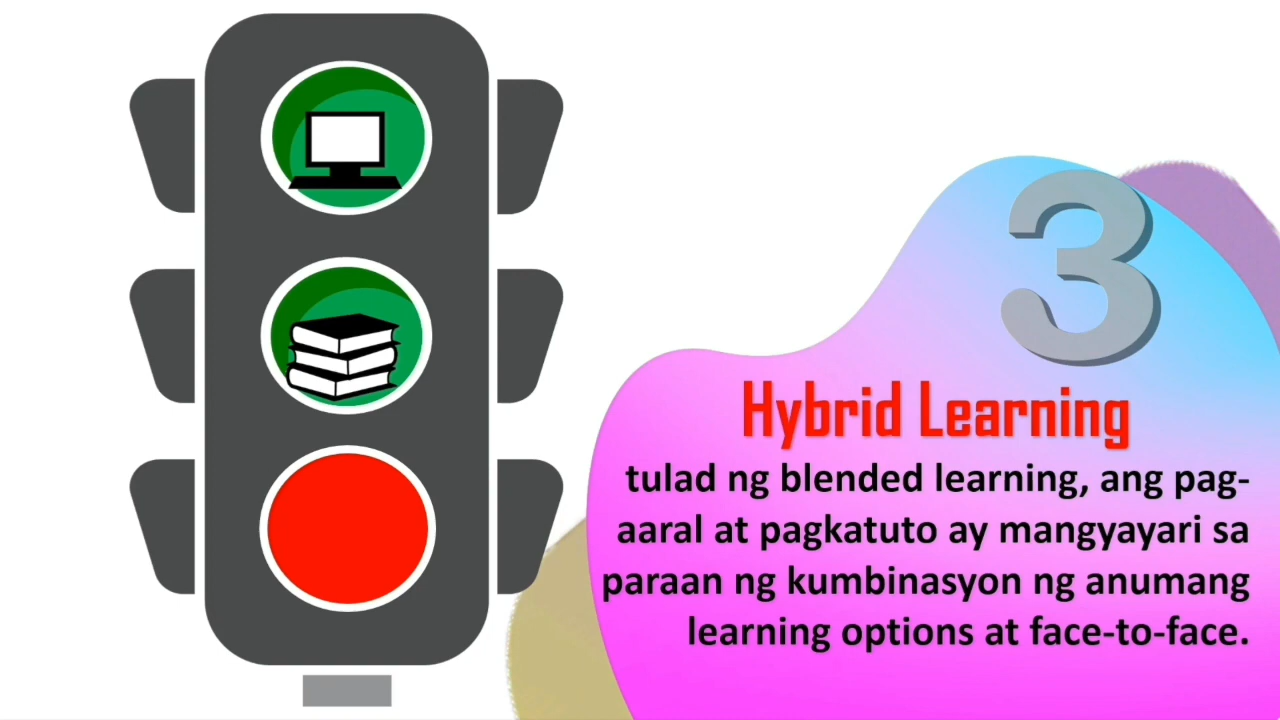 3
Hybrid Learning
tulad ng blended learning, ang pag-
aaral at pagkatuto ay mangyayari sa
paraan ng kumbinasyon ng anumang
learning options at face-to-face.